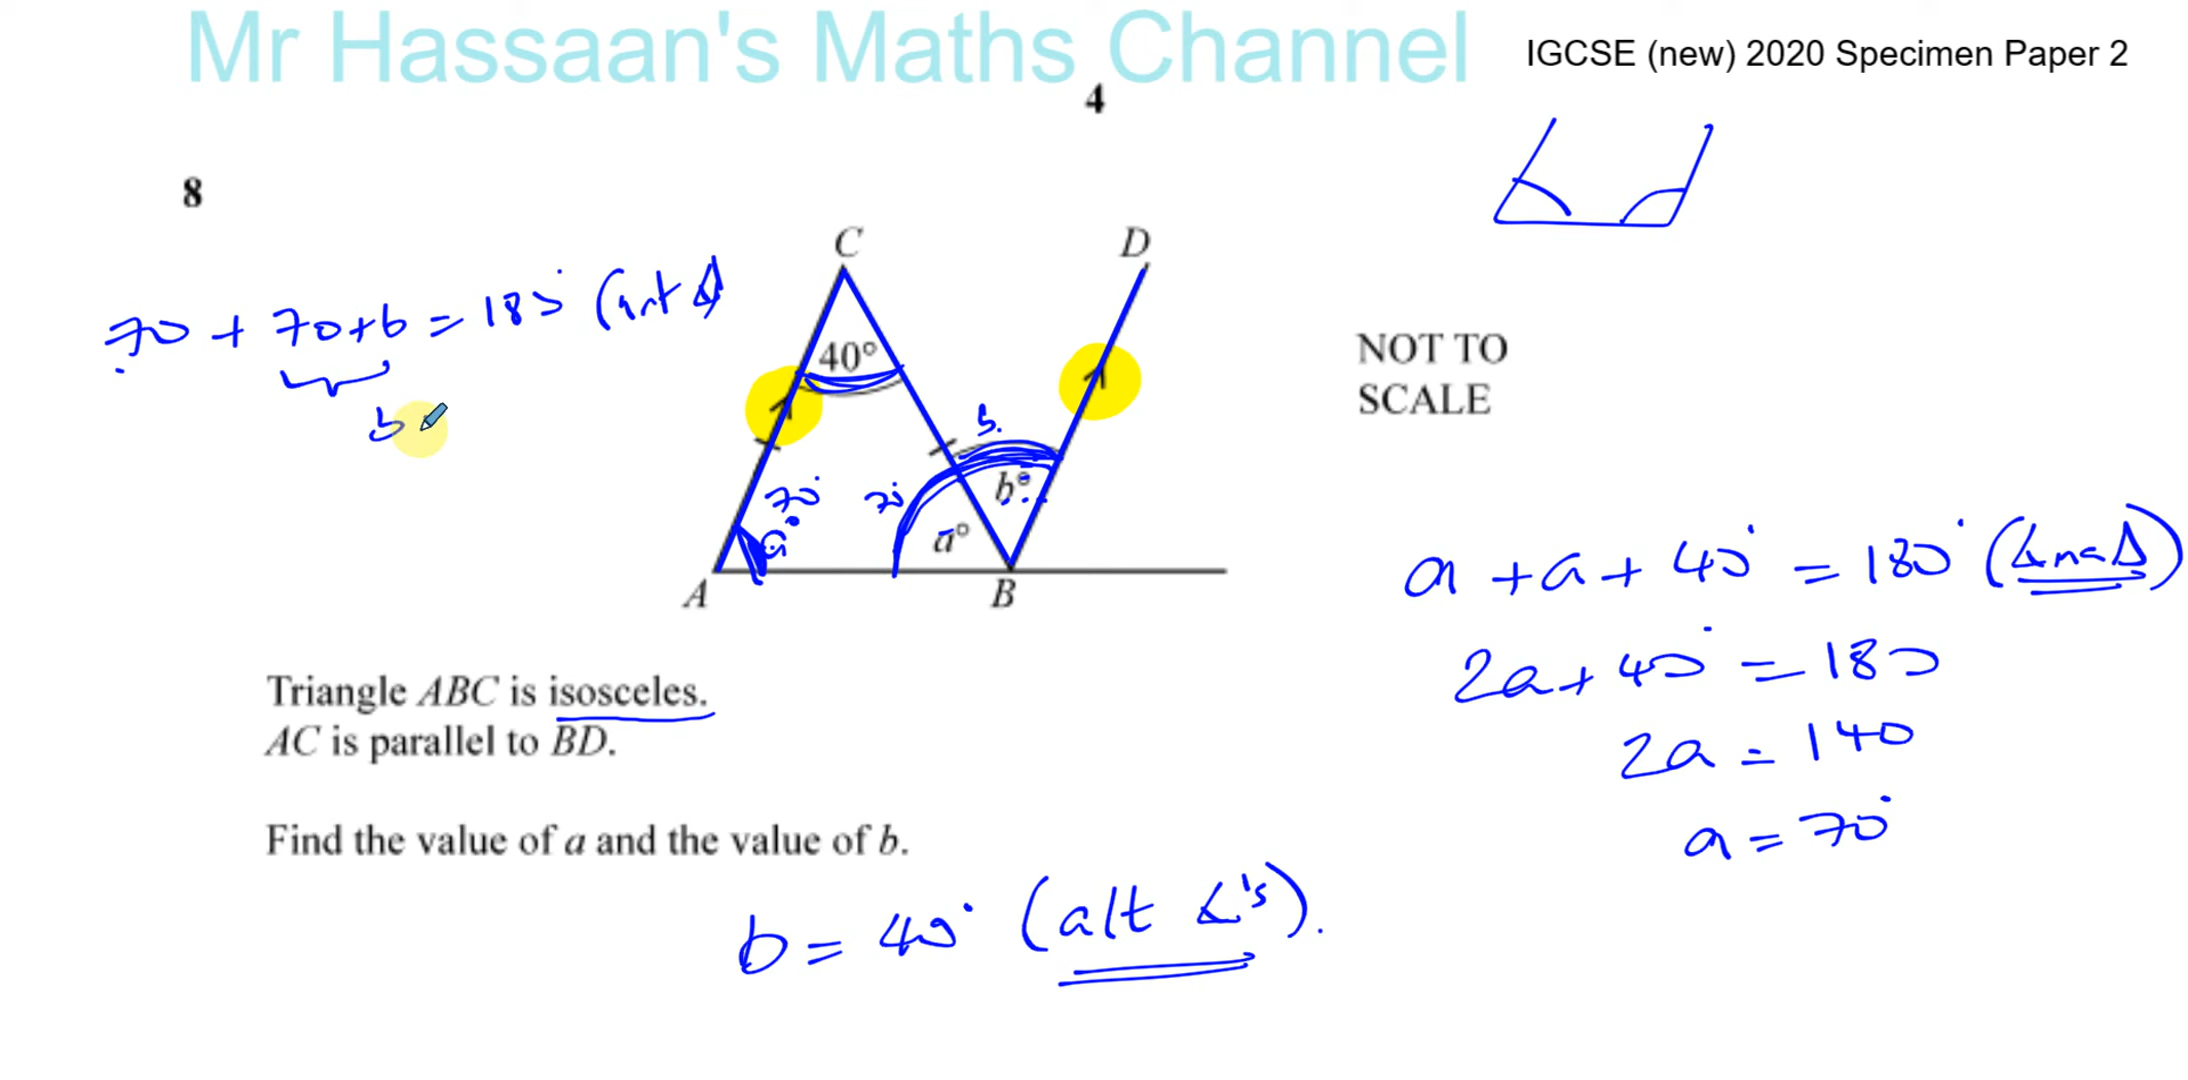 Mr Hassaan's Maths Channel
IGCSE (new) 2020 Specimen Paper 2
4
8
C
D
70 + 70+b = 180° (int ∠)
40°
NOT TO
SCALE
b
b
70°
70
a°
a°
b°
A
B
a + a + 40° = 180° (∠ in a Δ)
2a + 40° = 180
2a = 140
a = 70°
Triangle ABC is isosceles.
AC is parallel to BD.
Find the value of a and the value of b.
b = 40° (alt ∠'s).